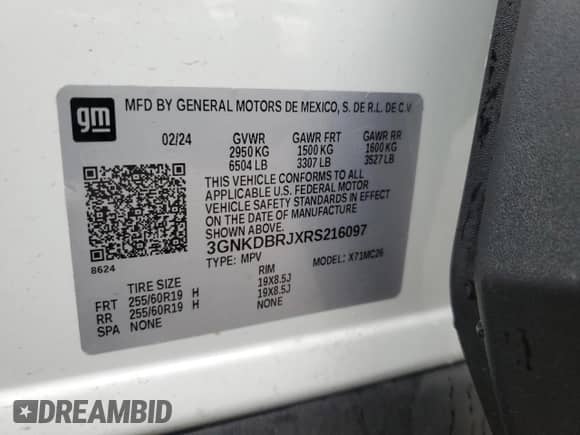 gm
MFD BY GENERAL MOTORS DE MEXICO, S. DE R.L. DE C.V.
02/24 GVWR GAWR FRT GAWR RR
2950 KG 1500 KG 1600 KG
6504 LB 3307 LB 3527 LB
THIS VEHICLE CONFORMS TO ALL
APPLICABLE U.S. FEDERAL MOTOR
VEHICLE SAFETY STANDARDS IN EFFECT
ON THE DATE OF MANUFACTURE
SHOWN ABOVE.
3GNKDBRJXRS216097
TYPE: MPV MODEL: X71MC26
8624
TIRE SIZE RIM
FRT 255/60R19 H 19X8.5J
RR 255/60R19 H 19X8.5J
SPA NONE NONE
DREAMBID